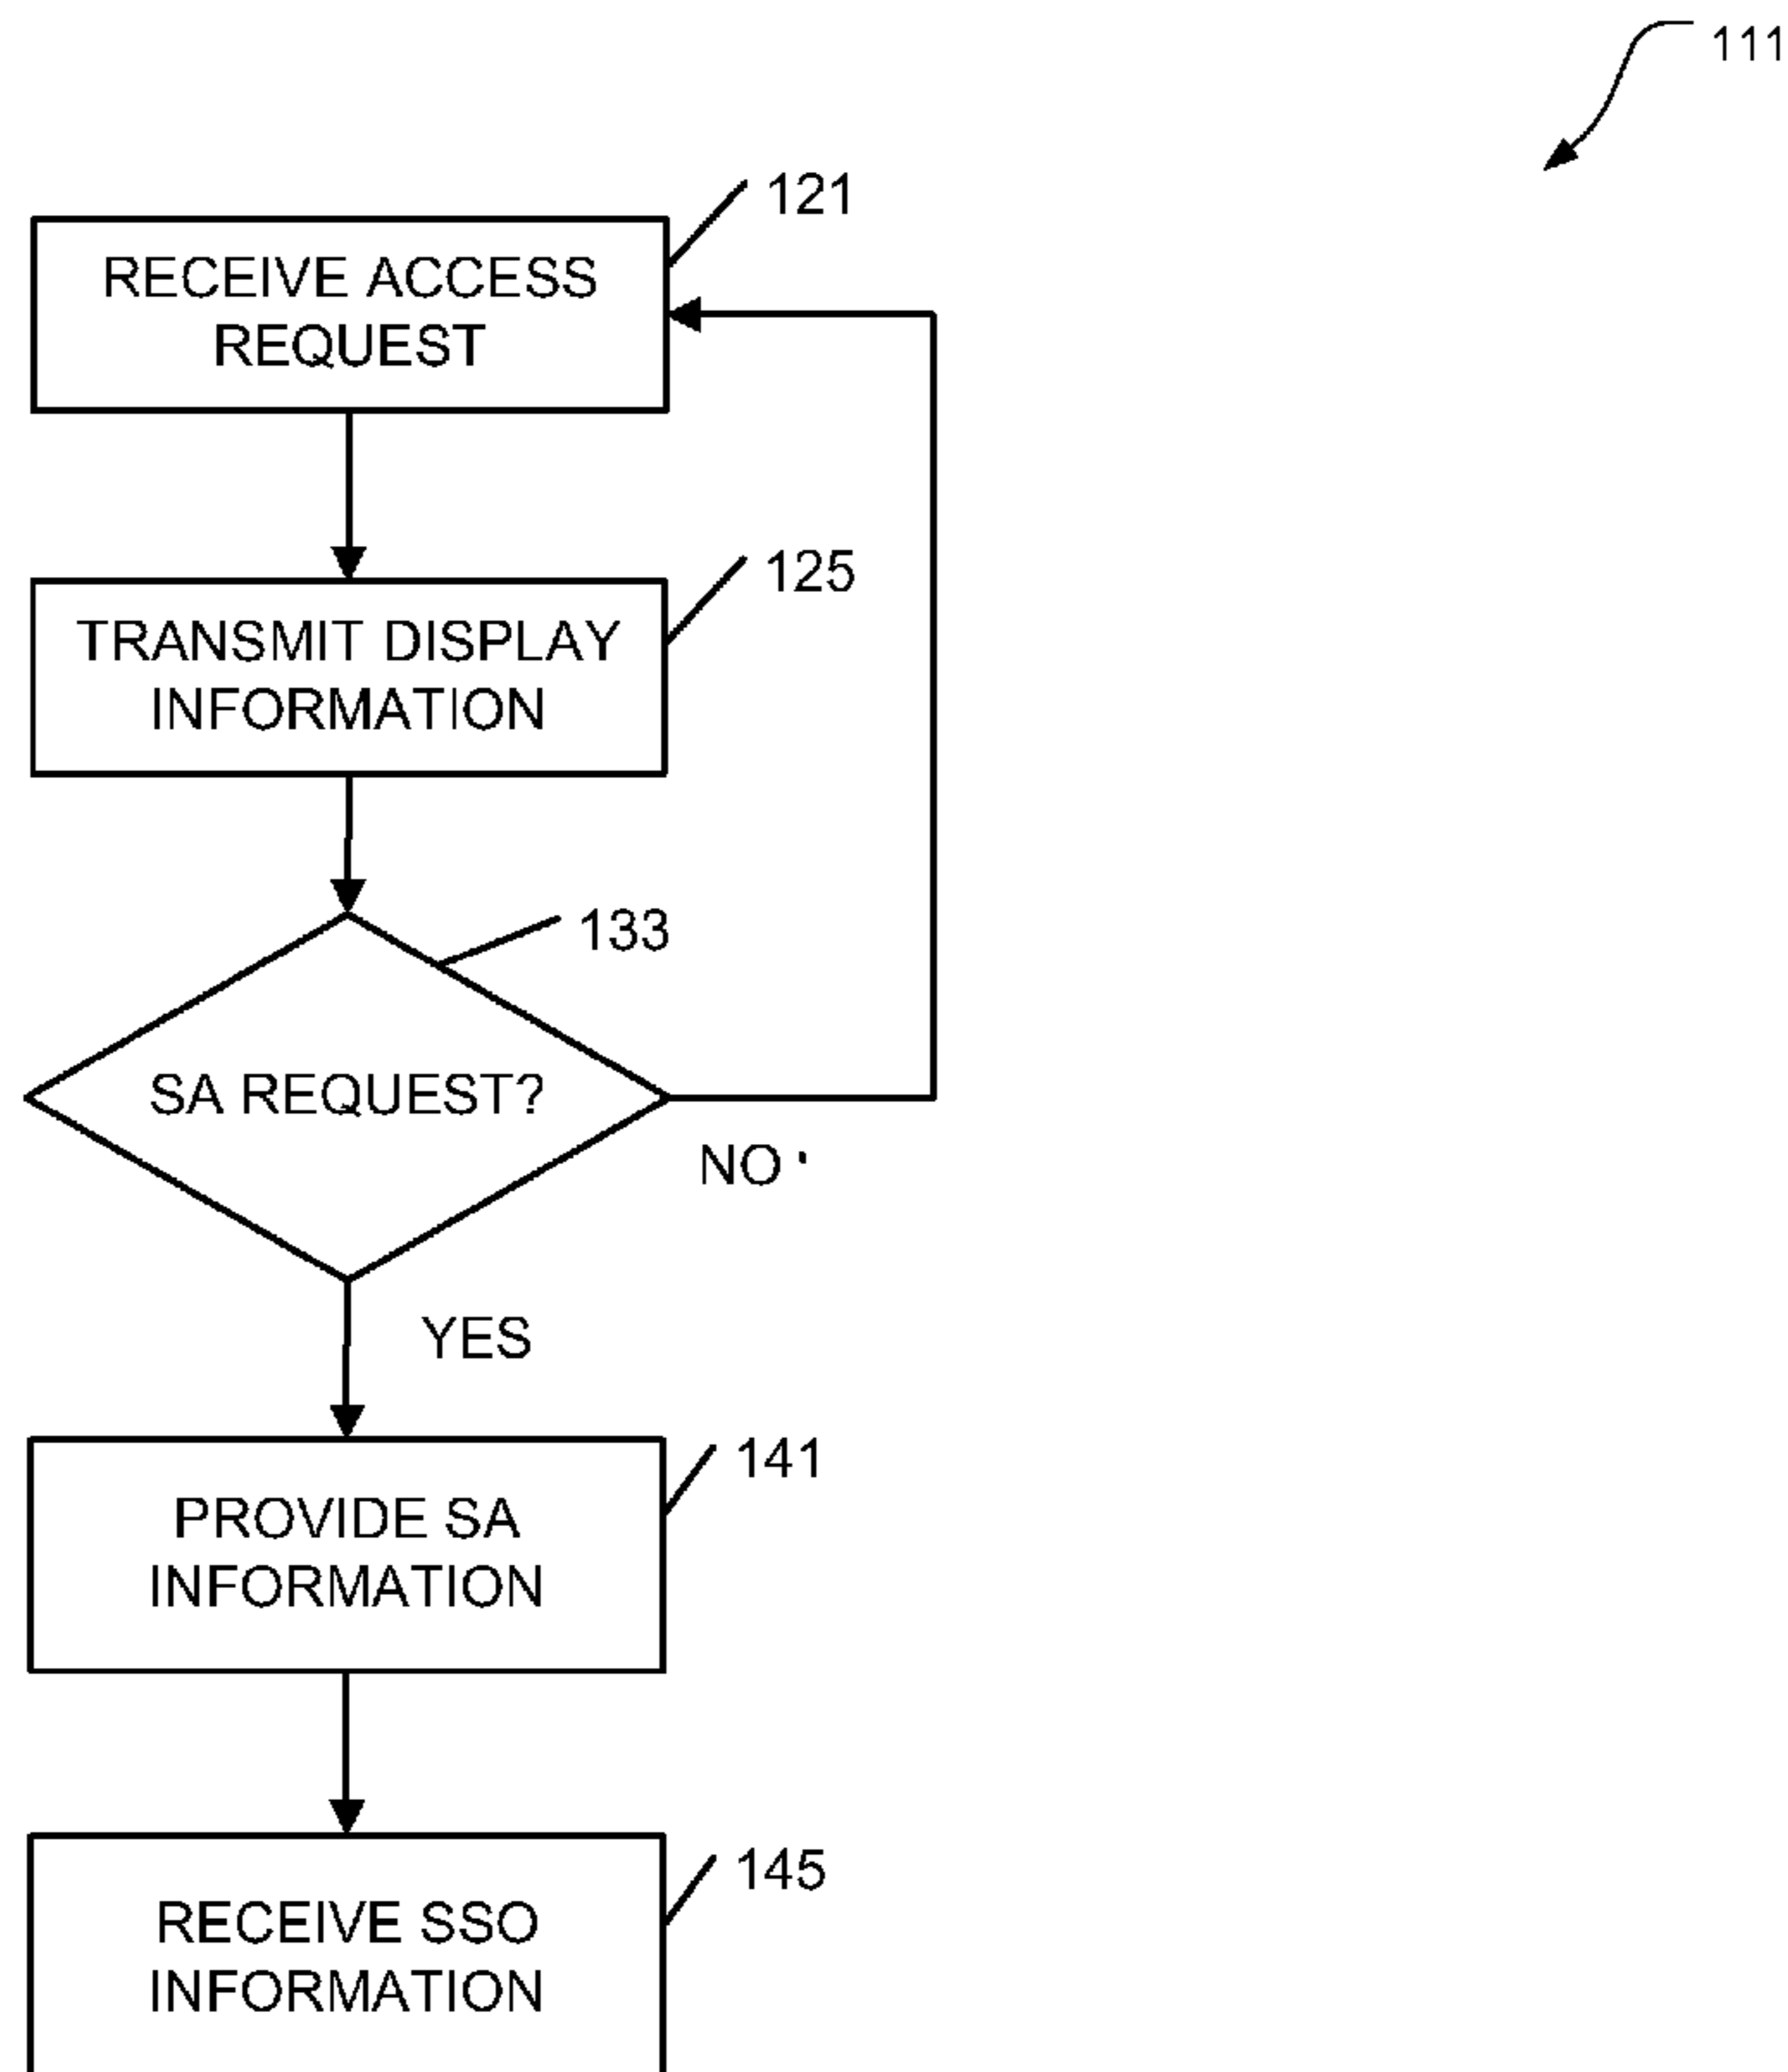 111
121
RECEIVE ACCESS
REQUEST
125
TRANSMIT DISPLAY
INFORMATION
133
SA REQUEST?
NO
YES
141
PROVIDE SA
INFORMATION
145
RECEIVE SSO
INFORMATION